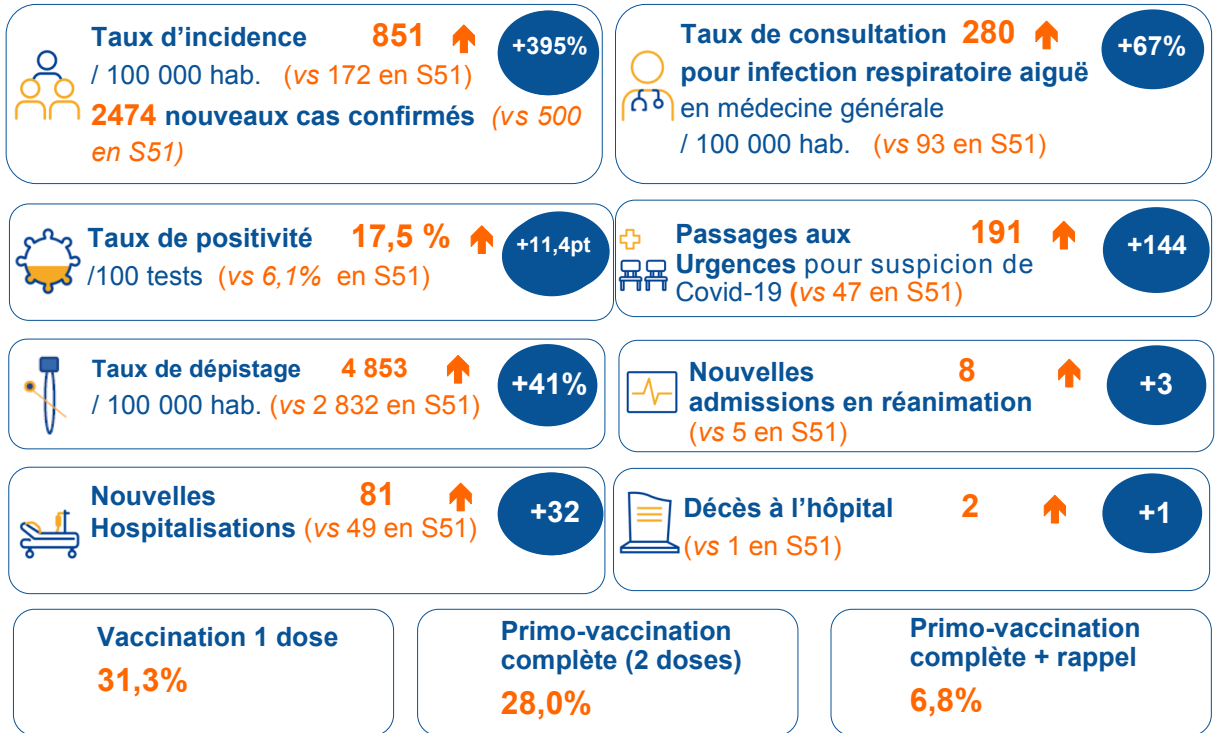 Taux d’incidence 851 +395%
/ 100 000 hab. (vs 172 en S51)
2474 nouveaux cas confirmés (vs 500
en S51)
Taux de consultation 280 +67%
pour infection respiratoire aiguë
en médecine générale
/ 100 000 hab. (vs 93 en S51)
Taux de positivité 17,5 % +11,4pt
/100 tests (vs 6,1% en S51)
Passages aux 191 +144
Urgences pour suspicion de
Covid-19 (vs 47 en S51)
Taux de dépistage 4 853 +41%
/ 100 000 hab. (vs 2 832 en S51)
Nouvelles 8 +3
admissions en réanimation
(vs 5 en S51)
Nouvelles 81 +32
Hospitalisations (vs 49 en S51)
Décès à l’hôpital 2 +1
(vs 1 en S51)
Vaccination 1 dose
31,3%
Primo-vaccination
complète (2 doses)
28,0%
Primo-vaccination
complète + rappel
6,8%